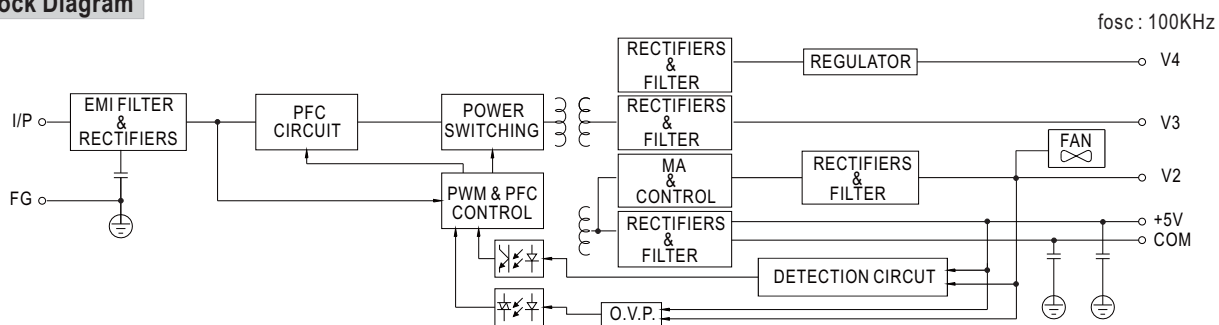 ock Diagram
fosc : 100KHz
RECTIFIERS
&
FILTER
REGULATOR
V4
I/P
EMI FILTER
&
RECTIFIERS
PFC
CIRCUIT
POWER
SWITCHING
RECTIFIERS
&
FILTER
V3
FAN
FG
PWM & PFC
CONTROL
MA
&
CONTROL
RECTIFIERS
&
FILTER
V2
RECTIFIERS
&
FILTER
+5V
COM
DETECTION CIRCUT
O.V.P.